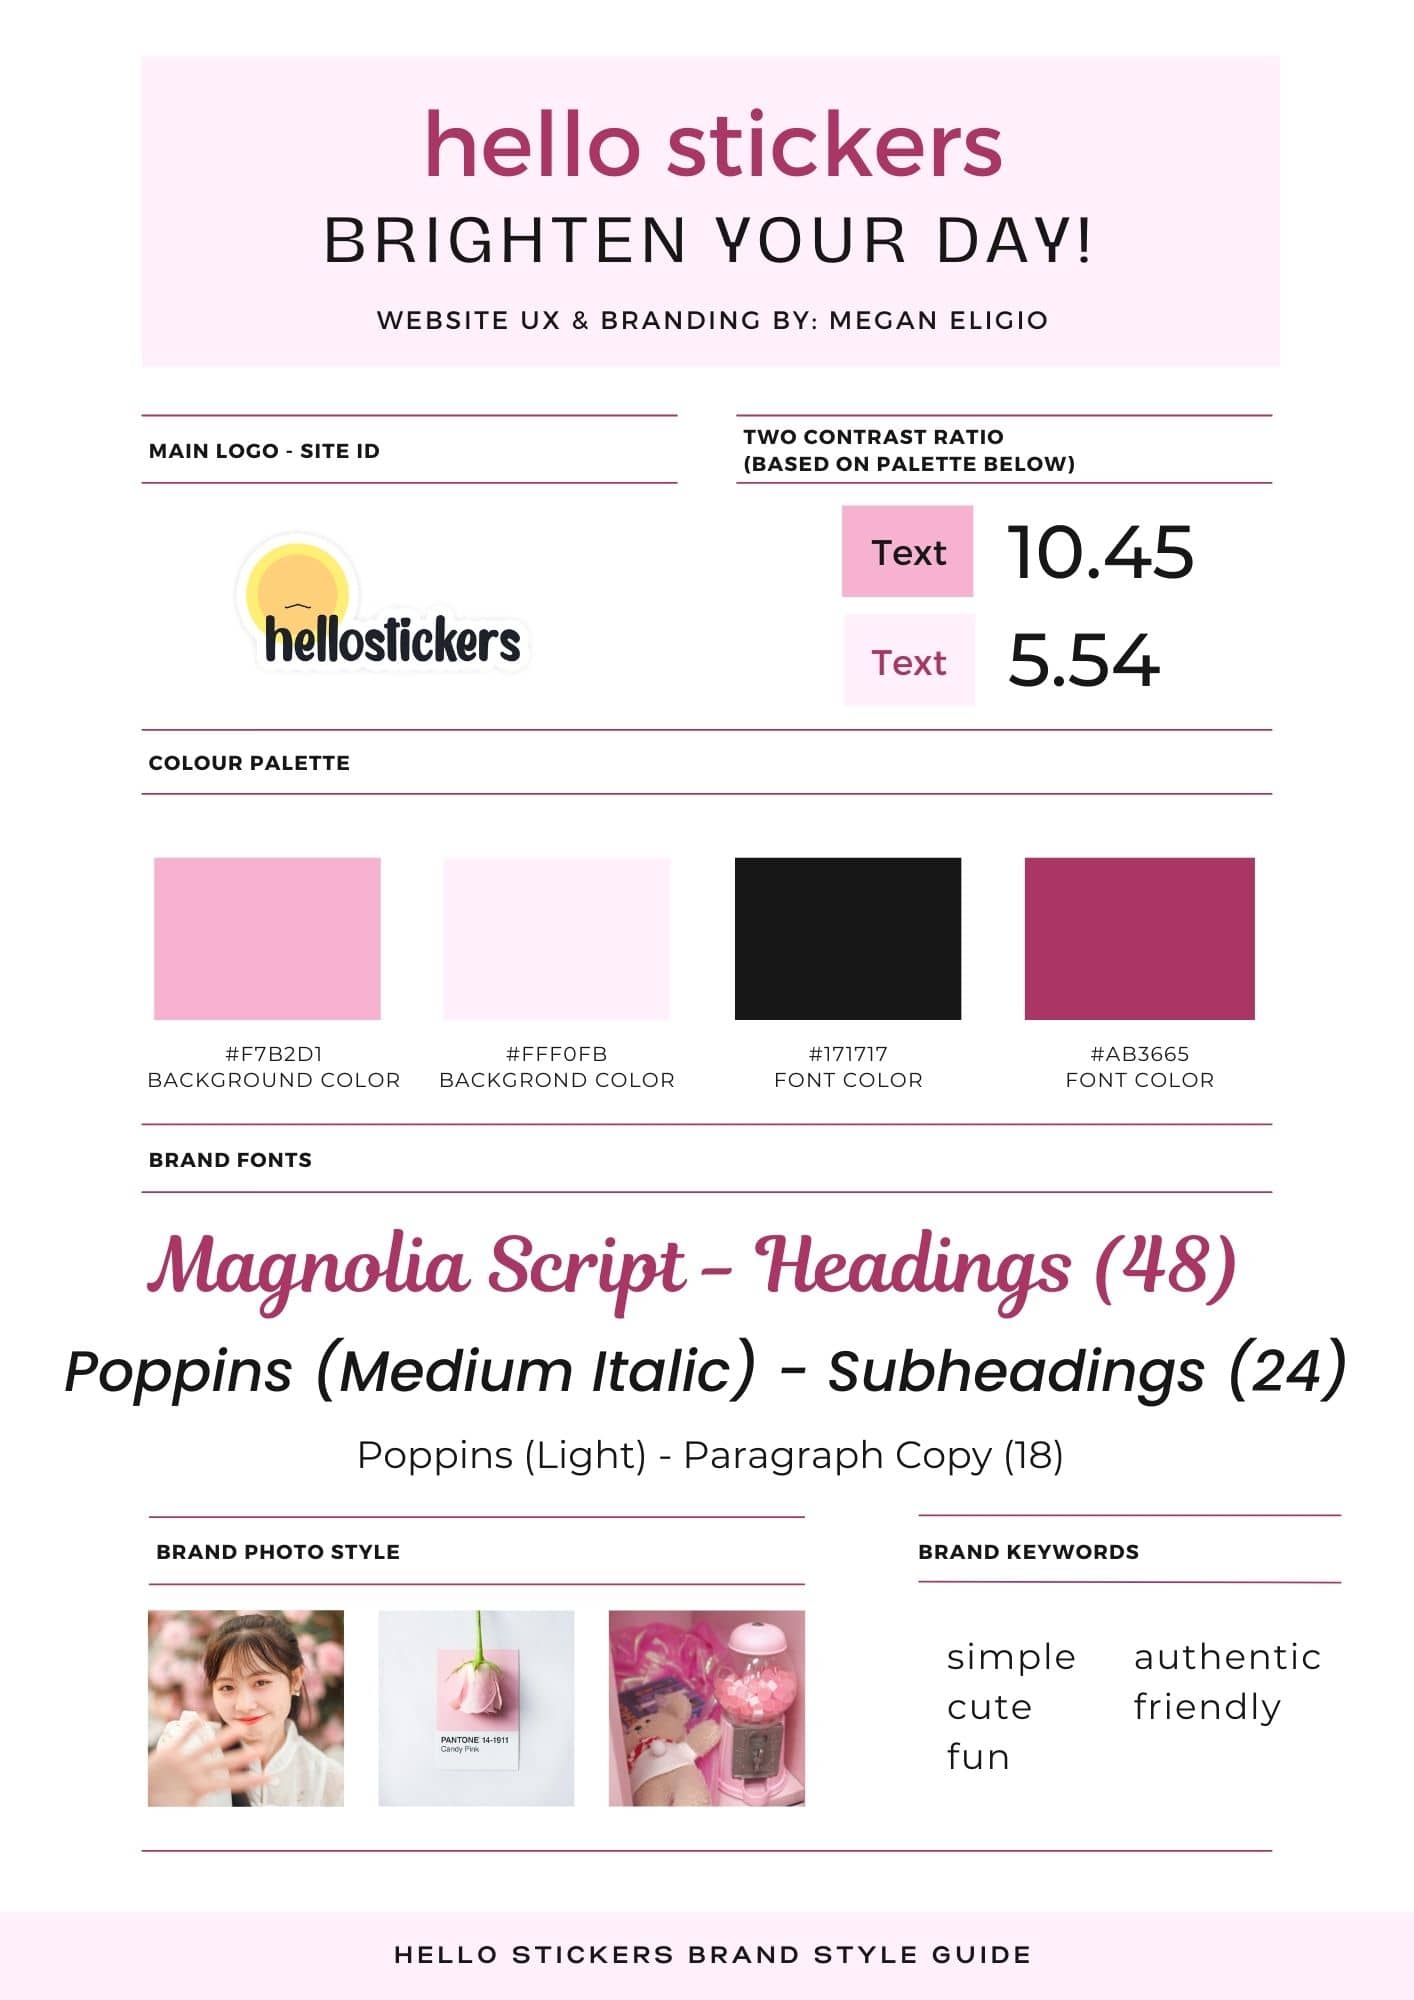 hello stickers
BRIGHTEN YOUR DAY!
WEBSITE UX & BRANDING BY: MEGAN ELIGIO
MAIN LOGO - SITE ID
hellostickers
TWO CONTRAST RATIO
(BASED ON PALETTE BELOW)
Text 10.45
Text 5.54
COLOUR PALETTE
#F7B2D1
BACKGROUND COLOR
#FFF0FB
BACKGROND COLOR
#171717
FONT COLOR
#AB3665
FONT COLOR
BRAND FONTS
Magnolia Script - Headings (48)
Poppins (Medium Italic) - Subheadings (24)
Poppins (Light) - Paragraph Copy (18)
BRAND PHOTO STYLE
PANTONE 14-1911
Candy Pink
BRAND KEYWORDS
simple
cute
fun
authentic
friendly
HELLO STICKERS BRAND STYLE GUIDE